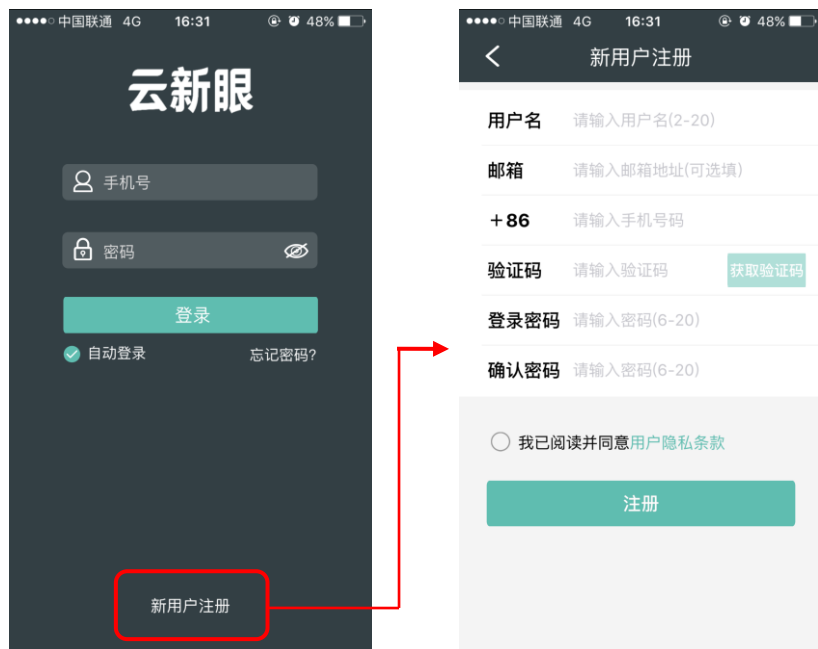 中国联通 4G 16:31 48%
云新眼
手机号
密码
登录
自动登录 忘记密码?
新用户注册
中国联通 4G 16:31 48%
新用户注册
用户名 请输入用户名(2-20)
邮箱 请输入邮箱地址(可选填)
+86 请输入手机号码
验证码 请输入验证码 获取验证码
登录密码 请输入密码(6-20)
确认密码 请输入密码(6-20)
我已阅读并同意用户隐私条款
注册